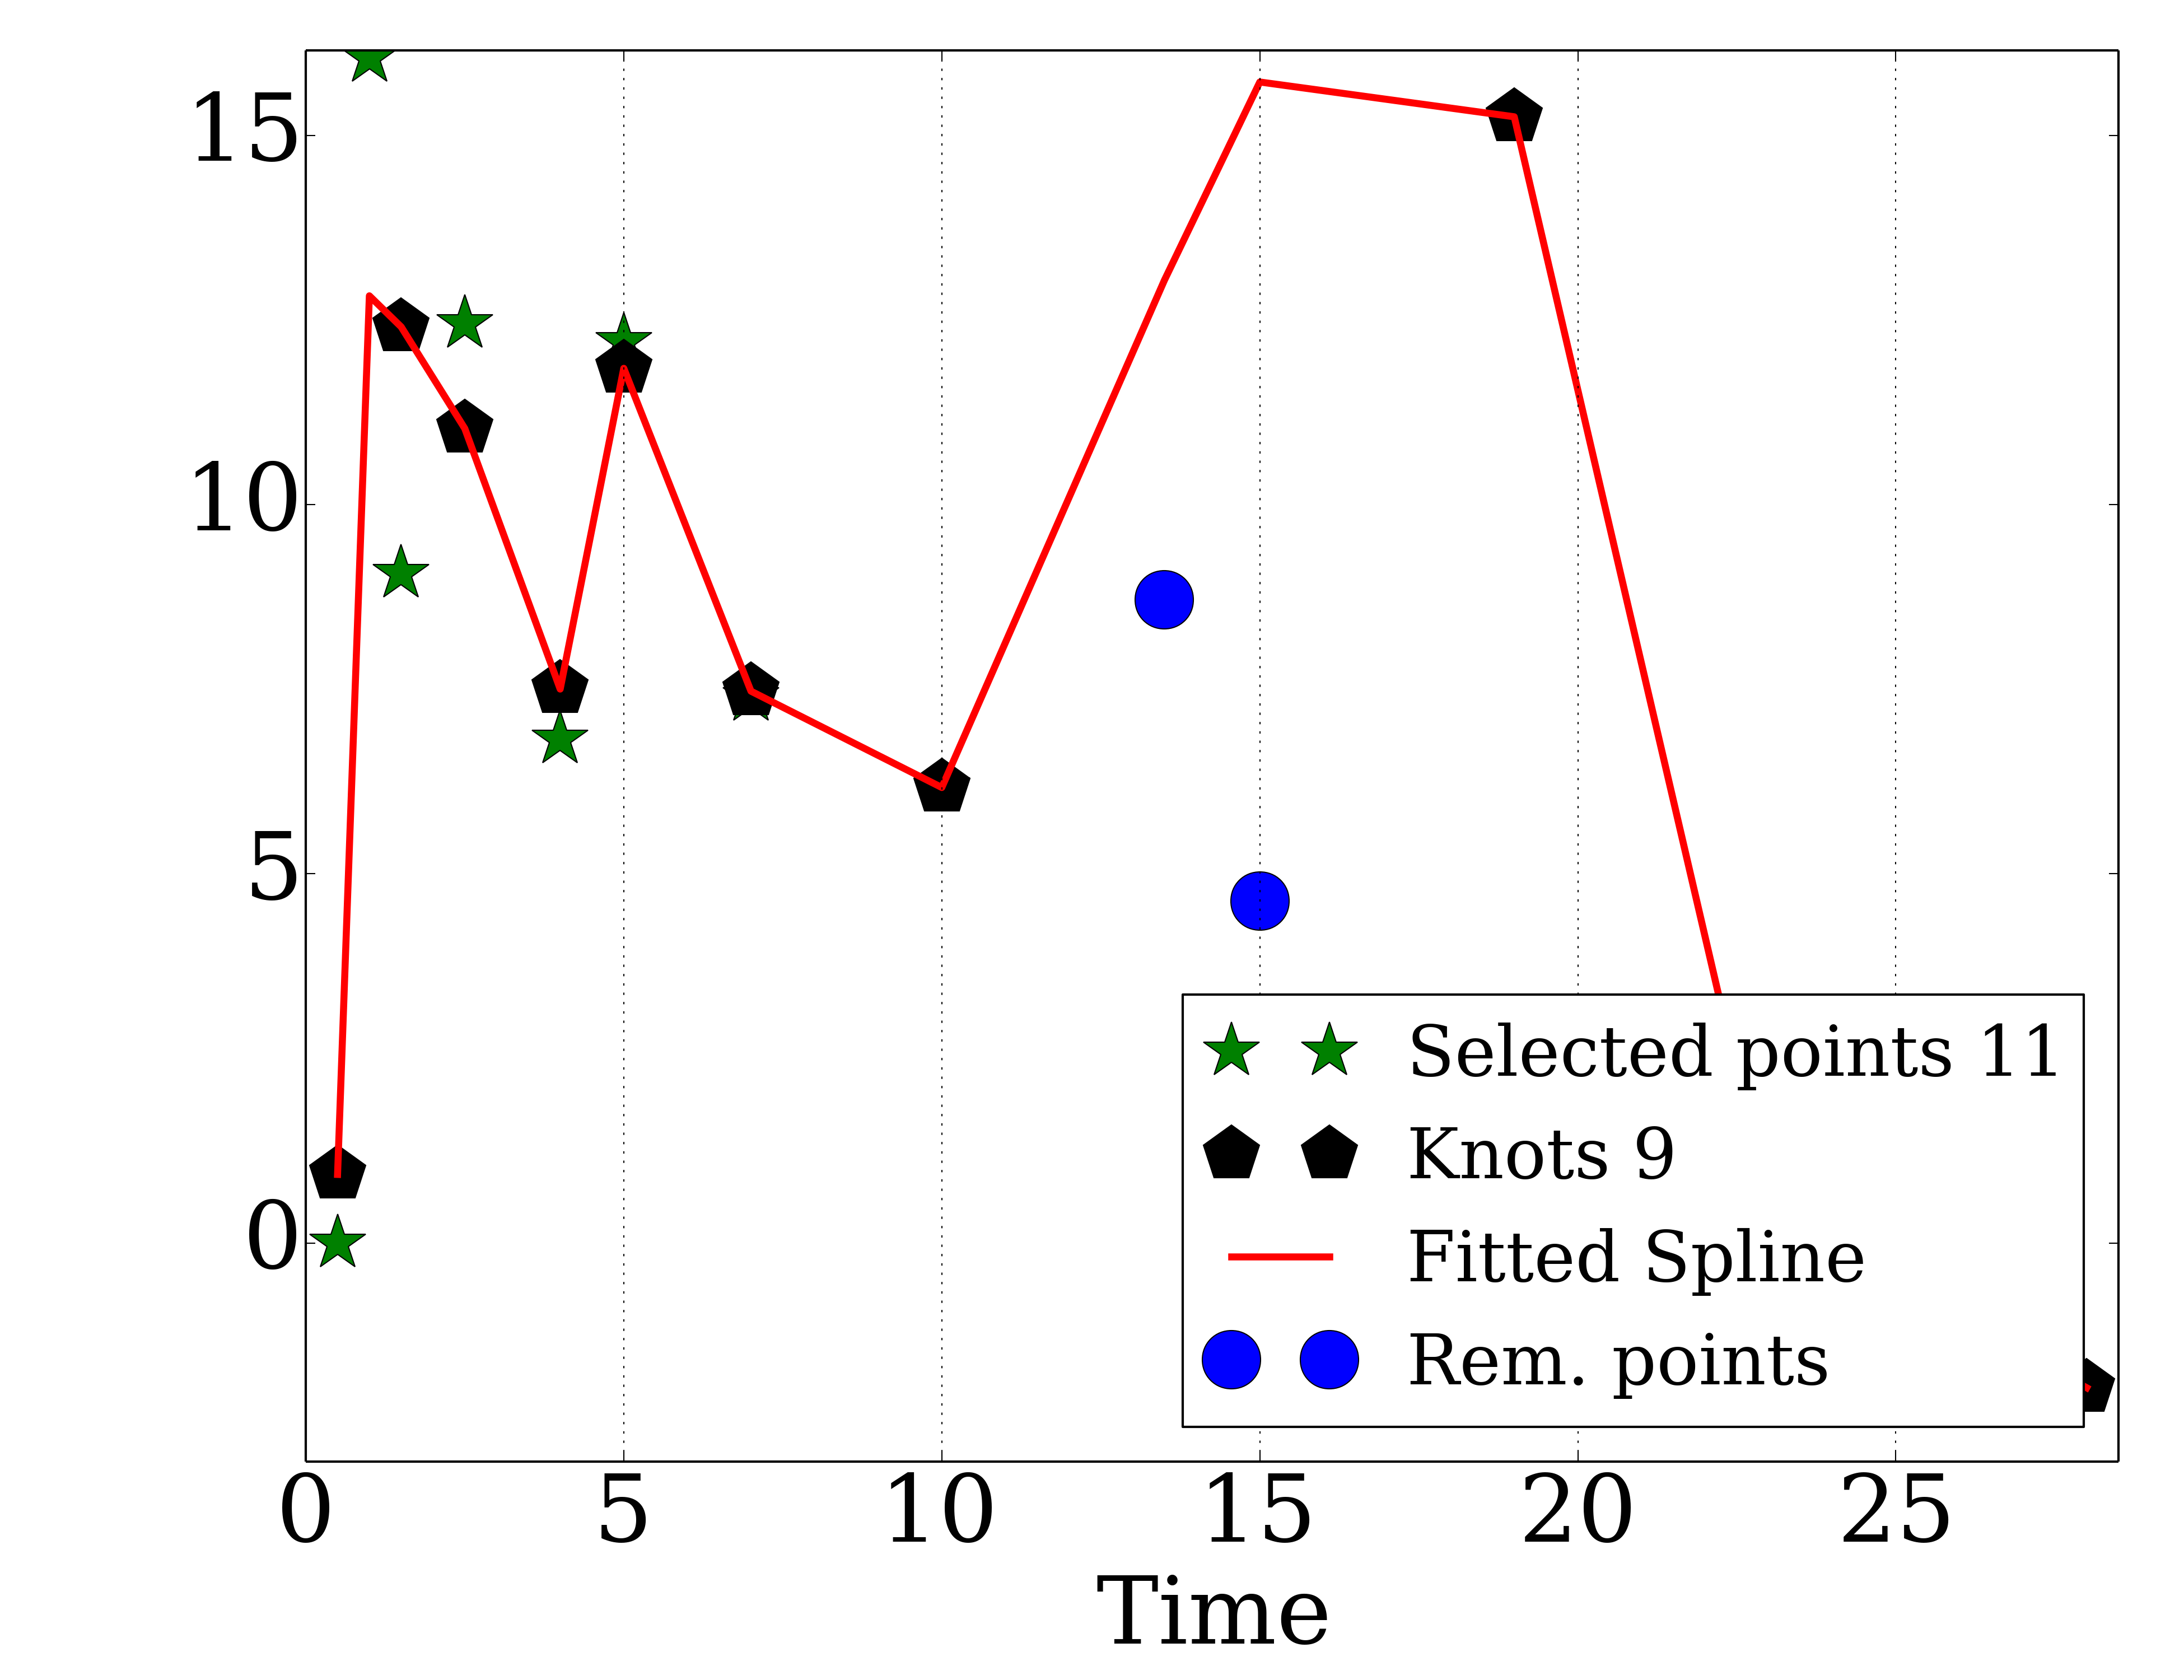 15
10
5
0
Selected points 11
Knots 9
Fitted Spline
Rem. points
0 5 10 15 20 25
Time